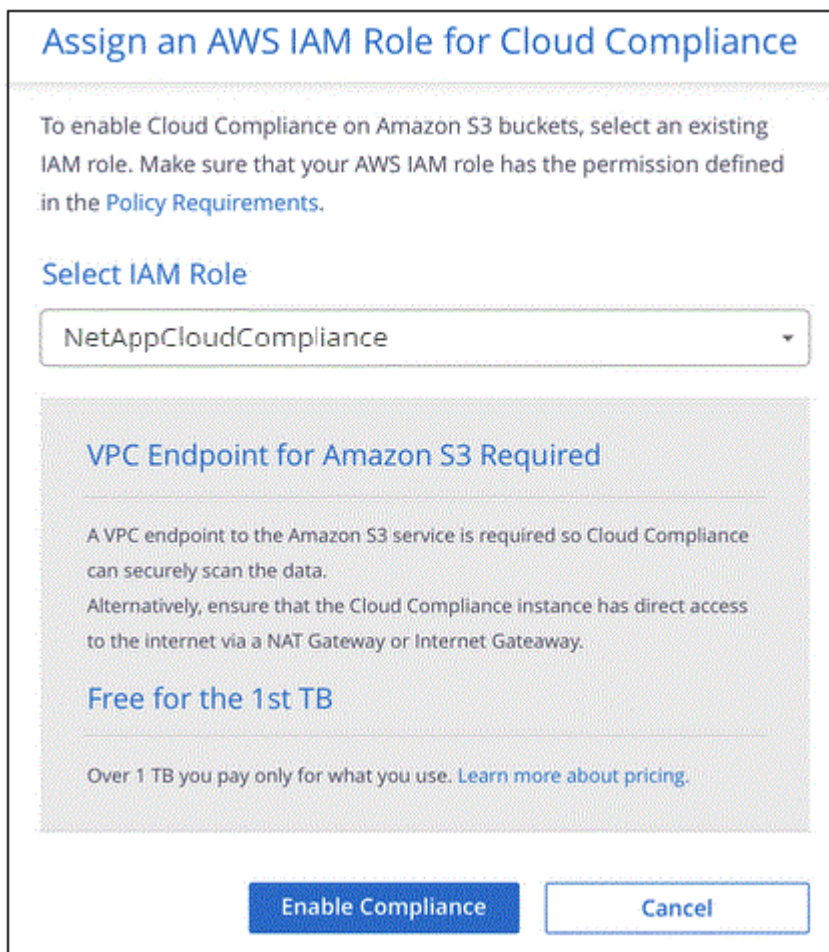 Assign an AWS IAM Role for Cloud Compliance
To enable Cloud Compliance on Amazon S3 buckets, select an existing
IAM role. Make sure that your AWS IAM role has the permission defined
in the Policy Requirements.
Select IAM Role
NetAppCloudCompliance
VPC Endpoint for Amazon S3 Required
A VPC endpoint to the Amazon S3 service is required so Cloud Compliance
can securely scan the data.
Alternatively, ensure that the Cloud Compliance instance has direct access
to the internet via a NAT Gateway or Internet Gateaway.
Free for the 1st TB
Over 1 TB you pay only for what you use. Learn more about pricing.
Enable Compliance
Cancel